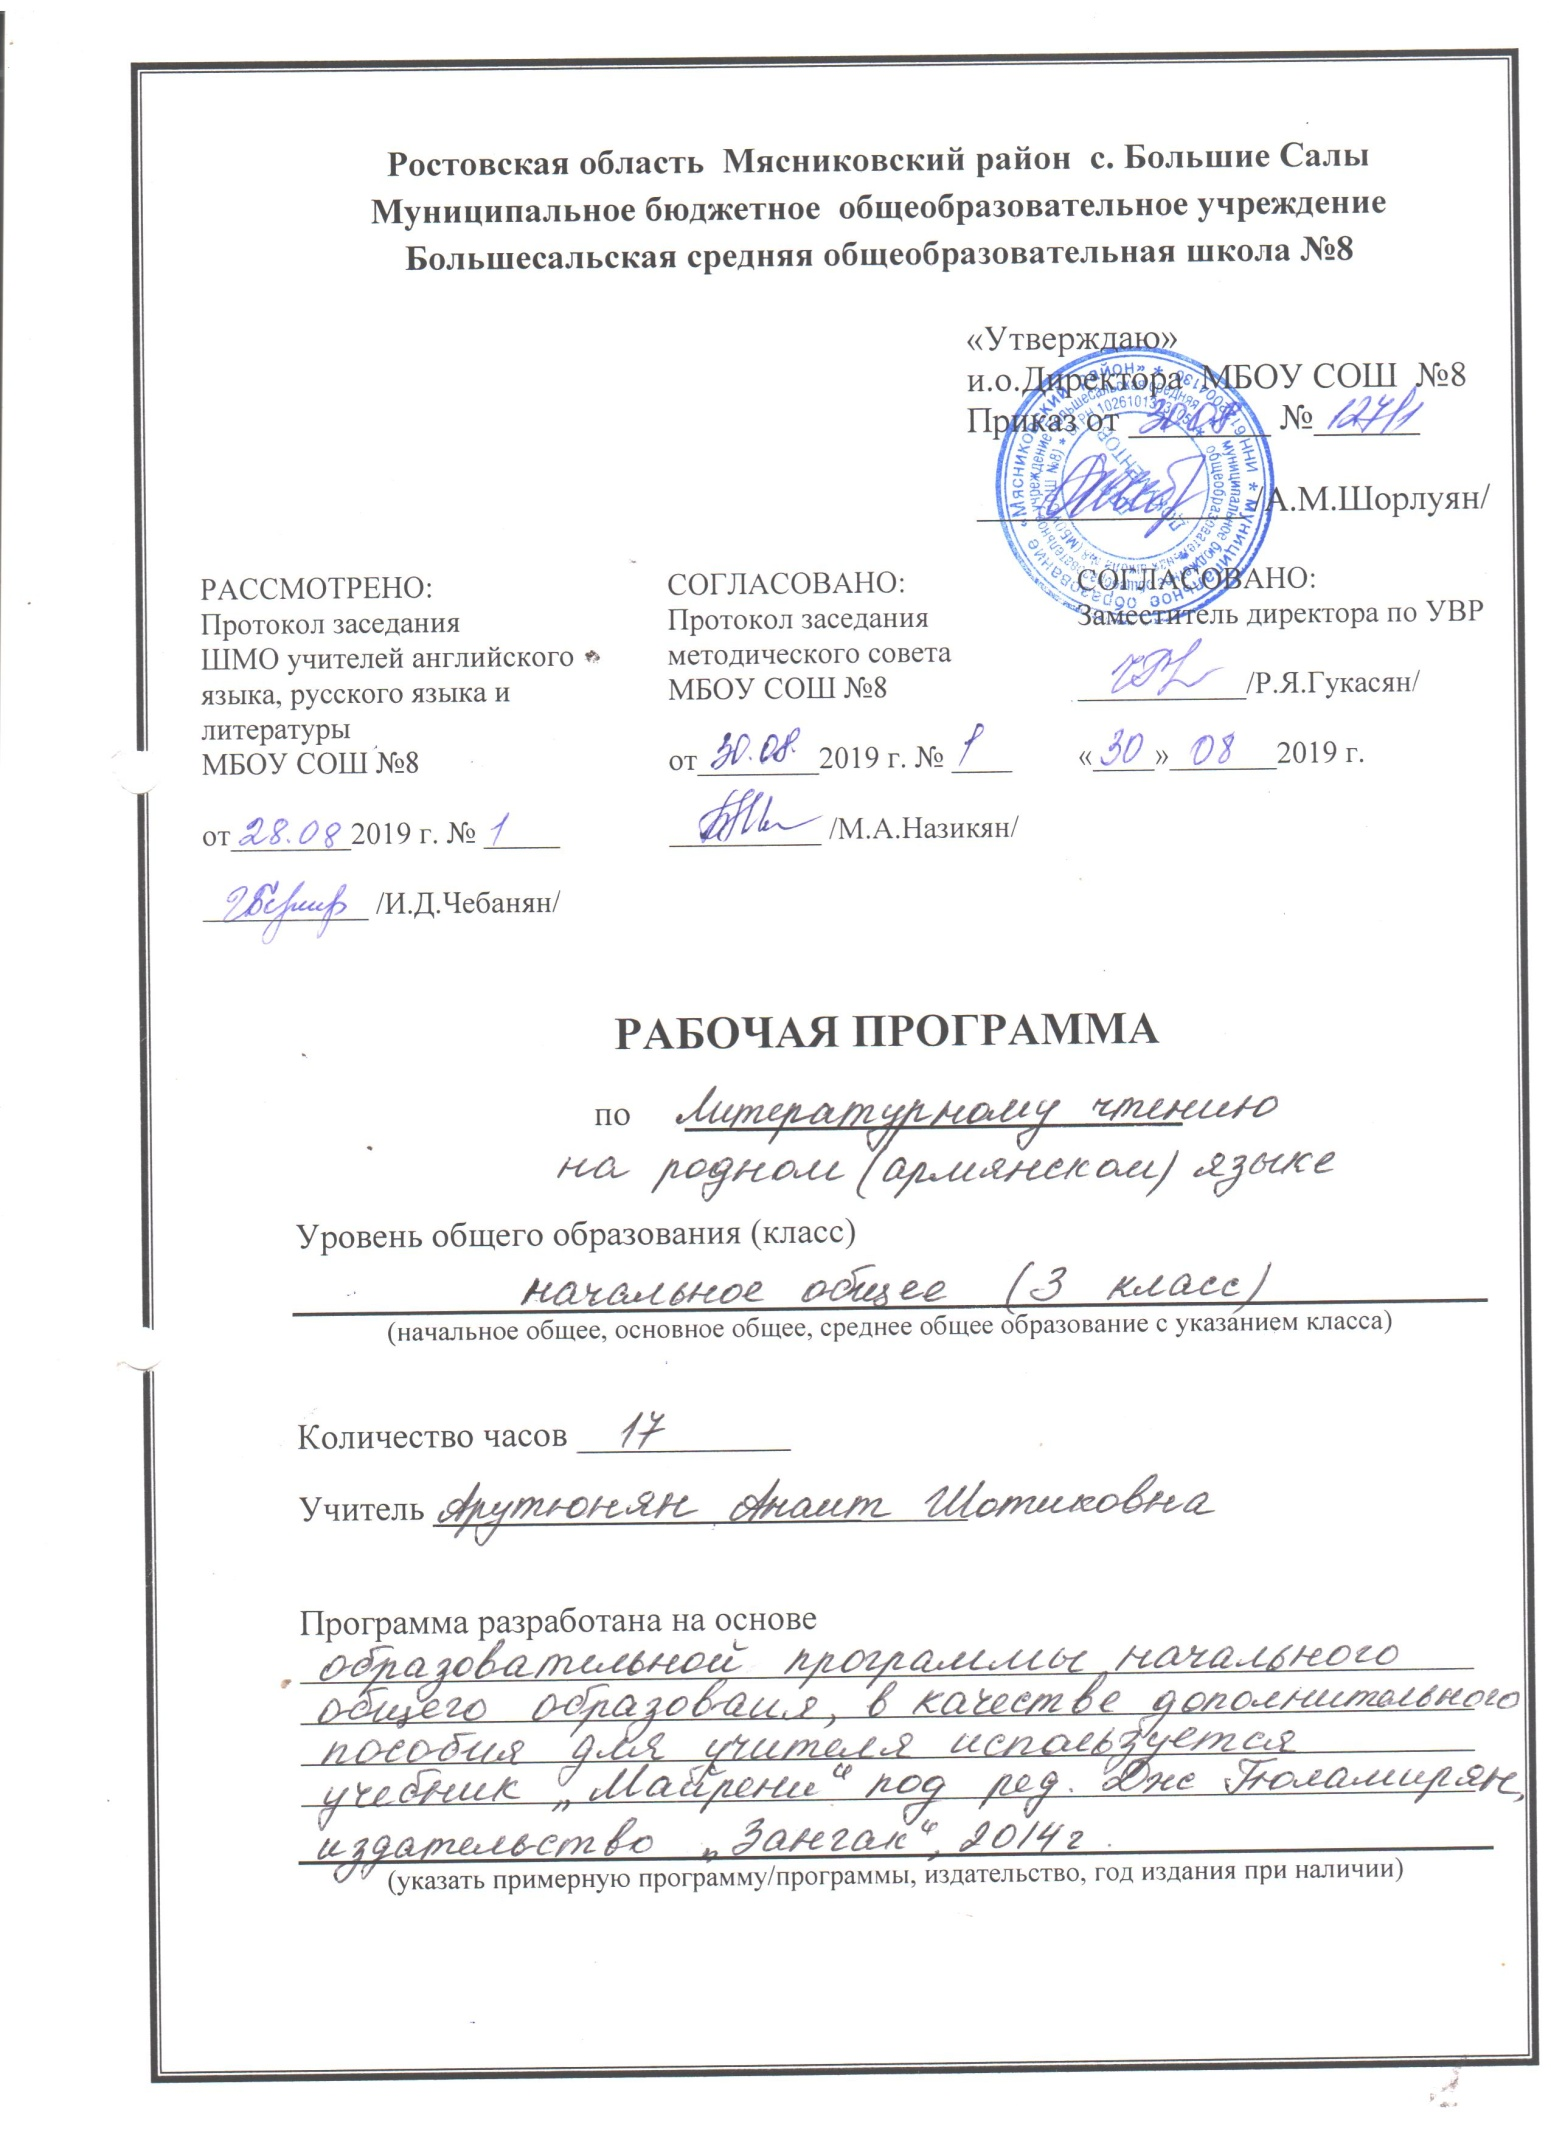 Ростовская область Мясниковский район с. Большие Салы
Муниципальное бюджетное общеобразовательное учреждение
Большесальская средняя общеобразовательная школа №8
«Утверждаю»
и.о.Директора МБОУ СОШ №8
Приказ от 30.08 № 127/1
/А.М.Шорлуян/
РАССМОТРЕНО:
Протокол заседания
ШМО учителей английского
языка, русского языка и
литературы
МБОУ СОШ №8
от 28.08 2019 г. № 1
/И.Д.Чебанян/
СОГЛАСОВАНО:
Протокол заседания
методического совета
МБОУ СОШ №8
от 30.08. 2019 г. № 1
/М.А.Назикян/
СОГЛАСОВАНО:
Заместитель директора по УВР
/Р.Я.Гукасян/
«30» 08 2019 г.
РАБОЧАЯ ПРОГРАММА
по Литературному чтению
на родном (армянском) языке
Уровень общего образования (класс)
начальное общее (3 класс)
(начальное общее, основное общее, среднее общее образование с указанием класса)
Количество часов 17
Учитель Арутюнян Анаит Шотиковна
Программа разработана на основе
образовательной программы начального
общего образоваия, в качестве дополнительного
пособия для учителя используется
учебник „Майрени“ под ред. Дж Гюламирян,
издательство „Зангак“, 2014г.
(указать примерную программу/программы, издательство, год издания при наличии)